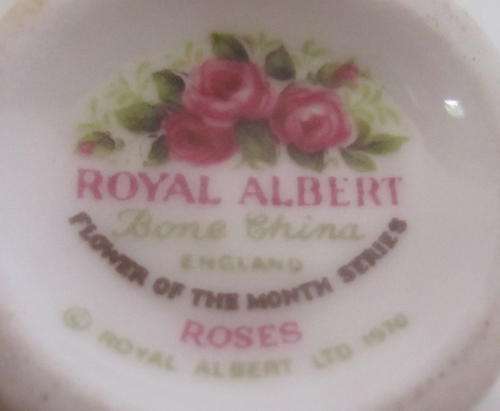 ROYAL ALBERT
Bone China
ENGLAND
FLOWER OF THE MONTH SERIES
ROSES
© ROYAL ALBERT LTD 1970